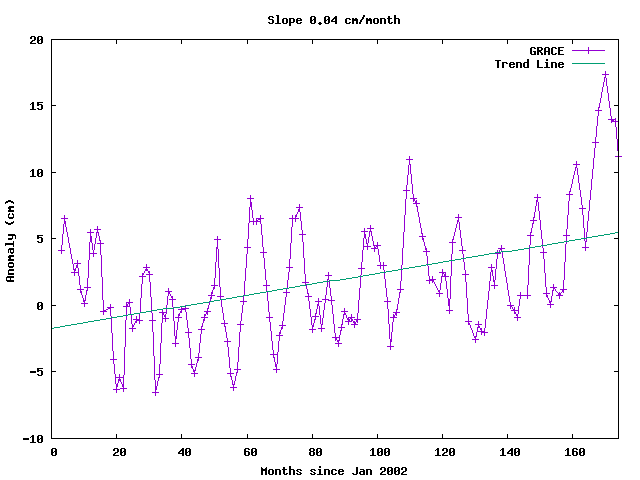 Slope 0.04 cm/month
20
GRACE
Trend Line
15
10
5
0
-5
-10
Anomaly (cm)
0 20 40 60 80 100 120 140 160
Months since Jan 2002